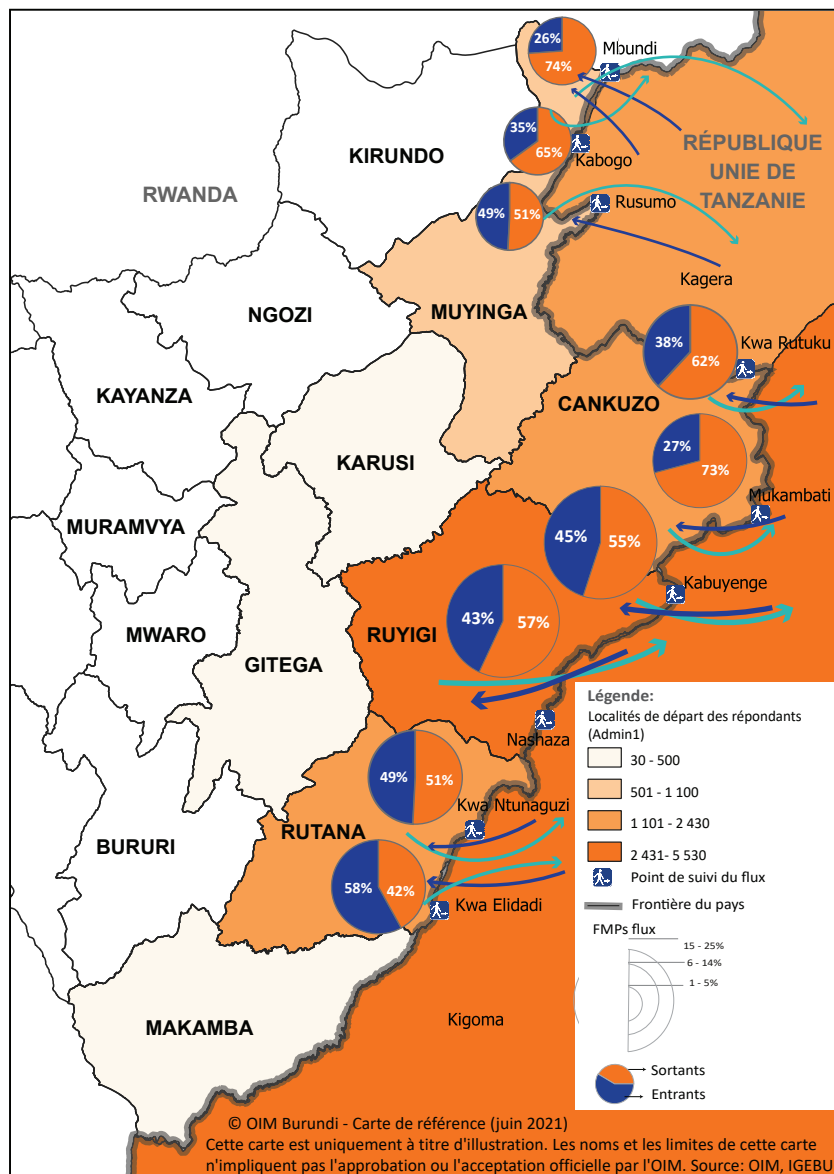 26%
74%
Mbundi
35%
65%
Kabogo
KIRUNDO
RÉPUBLIQUE
UNIE DE
TANZANIE
RWANDA
49%
51%
Rusumo
Kagera
NGOZI
MUYINGA
38%
62%
Kwa Rutuku
KAYANZA
CANKUZO
KARUSI
27%
73%
Mukambati
MURAMVYA
45%
55%
Kabuyenge
MWARO
RUYIGI
43%
57%
GITEGA
Nashaza
49%
51%
Kwa Ntunaguzi
RUTANA
BURURI
58%
42%
Kwa Elidadi
MAKAMBA
Kigoma
Légende:
Localités de départ des répondants
(Admin1)
30 - 500
501 - 1 100
1 101 - 2 430
2 431- 5 530
Point de suivi du flux
Frontière du pays
FMPs flux
15 - 25%
6 - 14%
1 - 5%
Sortants
Entrants
© OIM Burundi - Carte de référence (juin 2021)
Cette carte est uniquement à titre d'illustration. Les noms et les limites de cette carte
n'impliquent pas l'approbation ou l'acceptation officielle par l'OIM. Source: OIM, IGEBU